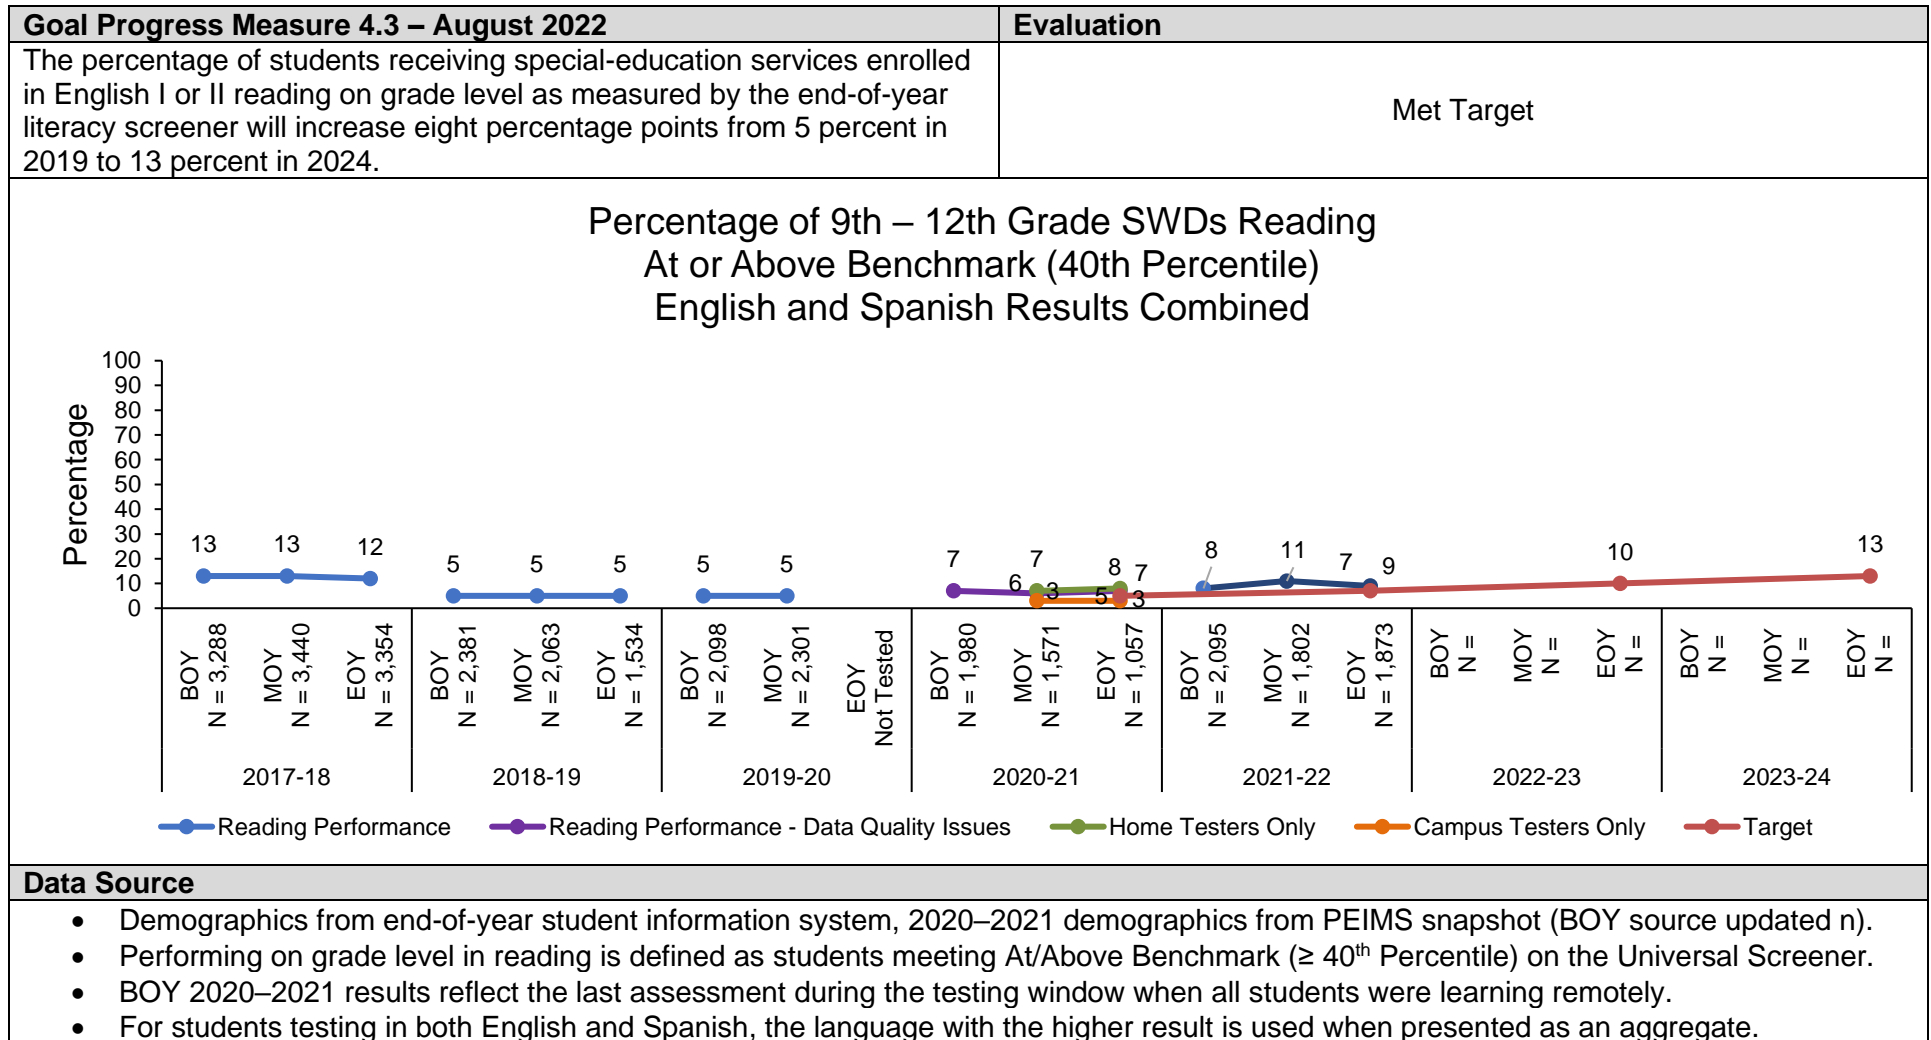 Goal Progress Measure 4.3 – August 2022
Evaluation
The percentage of students receiving special-education services enrolled
in English I or II reading on grade level as measured by the end-of-year
literacy screener will increase eight percentage points from 5 percent in
2019 to 13 percent in 2024.
Met Target
Percentage of 9th – 12th Grade SWDs Reading
At or Above Benchmark (40th Percentile)
English and Spanish Results Combined
Percentage
100
90
80
70
60
50
40
30
20
10
0
13 13 12 5 5 5 5 5 7 7 8 7 8 11 7 9 10 13
6 3 5 3
BOY
N = 3,288
MOY
N = 3,440
EOY
N = 3,354
BOY
N = 2,381
MOY
N = 2,063
EOY
N = 1,534
BOY
N = 2,098
MOY
N = 2,301
EOY
Not Tested
BOY
N = 1,980
MOY
N = 1,571
EOY
N = 1,057
BOY
N = 2,095
MOY
N = 1,802
EOY
N = 1,873
BOY
N =
MOY
N =
EOY
N =
BOY
N =
MOY
N =
EOY
N =
2017-18 2018-19 2019-20 2020-21 2021-22 2022-23 2023-24
Reading Performance Reading Performance - Data Quality Issues Home Testers Only Campus Testers Only Target
Data Source
• Demographics from end-of-year student information system, 2020–2021 demographics from PEIMS snapshot (BOY source updated n).
• Performing on grade level in reading is defined as students meeting At/Above Benchmark (≥ 40th Percentile) on the Universal Screener.
• BOY 2020–2021 results reflect the last assessment during the testing window when all students were learning remotely.
• For students testing in both English and Spanish, the language with the higher result is used when presented as an aggregate.